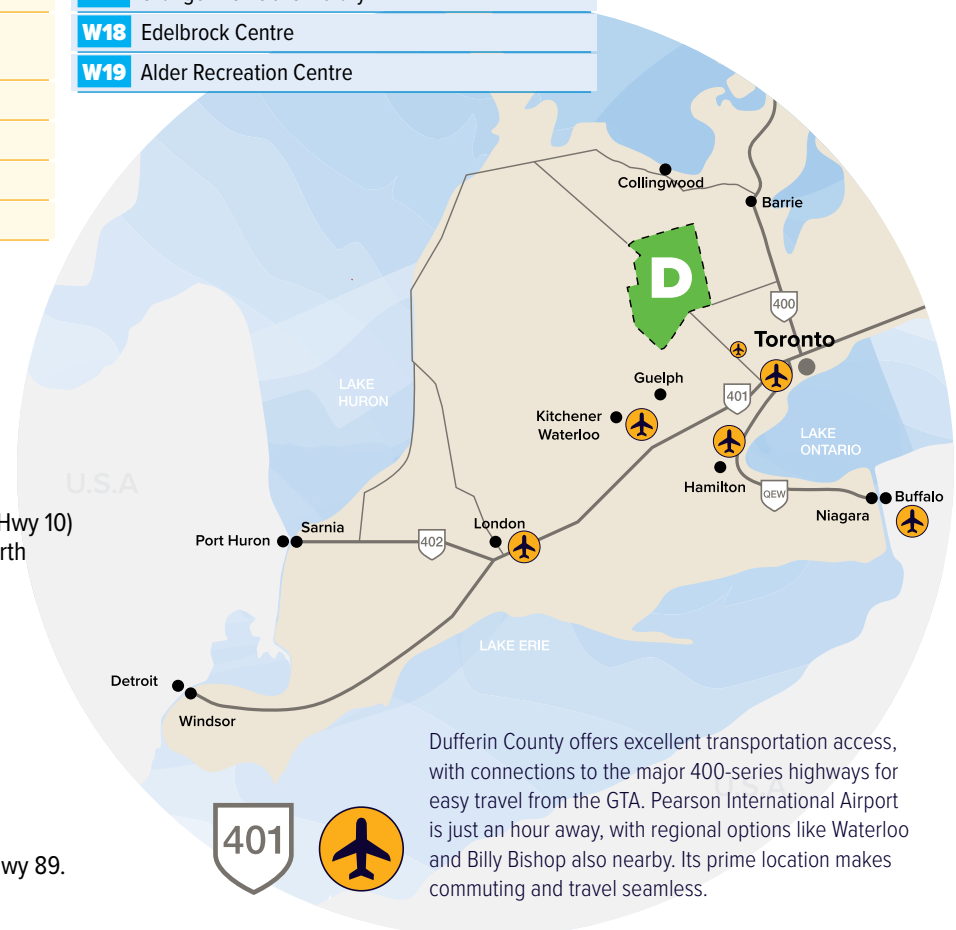 W18 Edelbrock Centre
W19 Alder Recreation Centre
Collingwood
Barrie
D
400
Toronto
LAKE
HURON
Guelph
401
Kitchener
Waterloo
LAKE
ONTARIO
U.S.A
Hamilton
QEW
Niagara
Buffalo
Hwy 10)
rth
Port Huron
Sarnia
402
London
LAKE ERIE
Detroit
Windsor
U.S.A
Dufferin County offers excellent transportation access,
with connections to the major 400-series highways for
easy travel from the GTA. Pearson International Airport
is just an hour away, with regional options like Waterloo
and Billy Bishop also nearby. Its prime location makes
commuting and travel seamless.
401
wy 89.